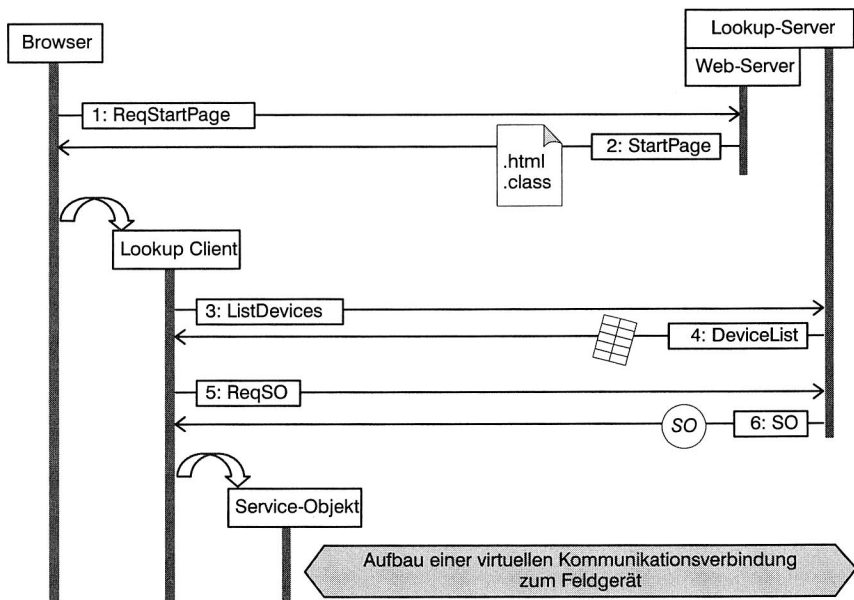 Browser
Lookup-Server
Web-Server
1: ReqStartPage
2: StartPage
.html
.class
Lookup Client
3: ListDevices
4: DeviceList
5: ReqSO
SO
6: SO
Service-Objekt
Aufbau einer virtuellen Kommunikationsverbindung
zum Feldgerät